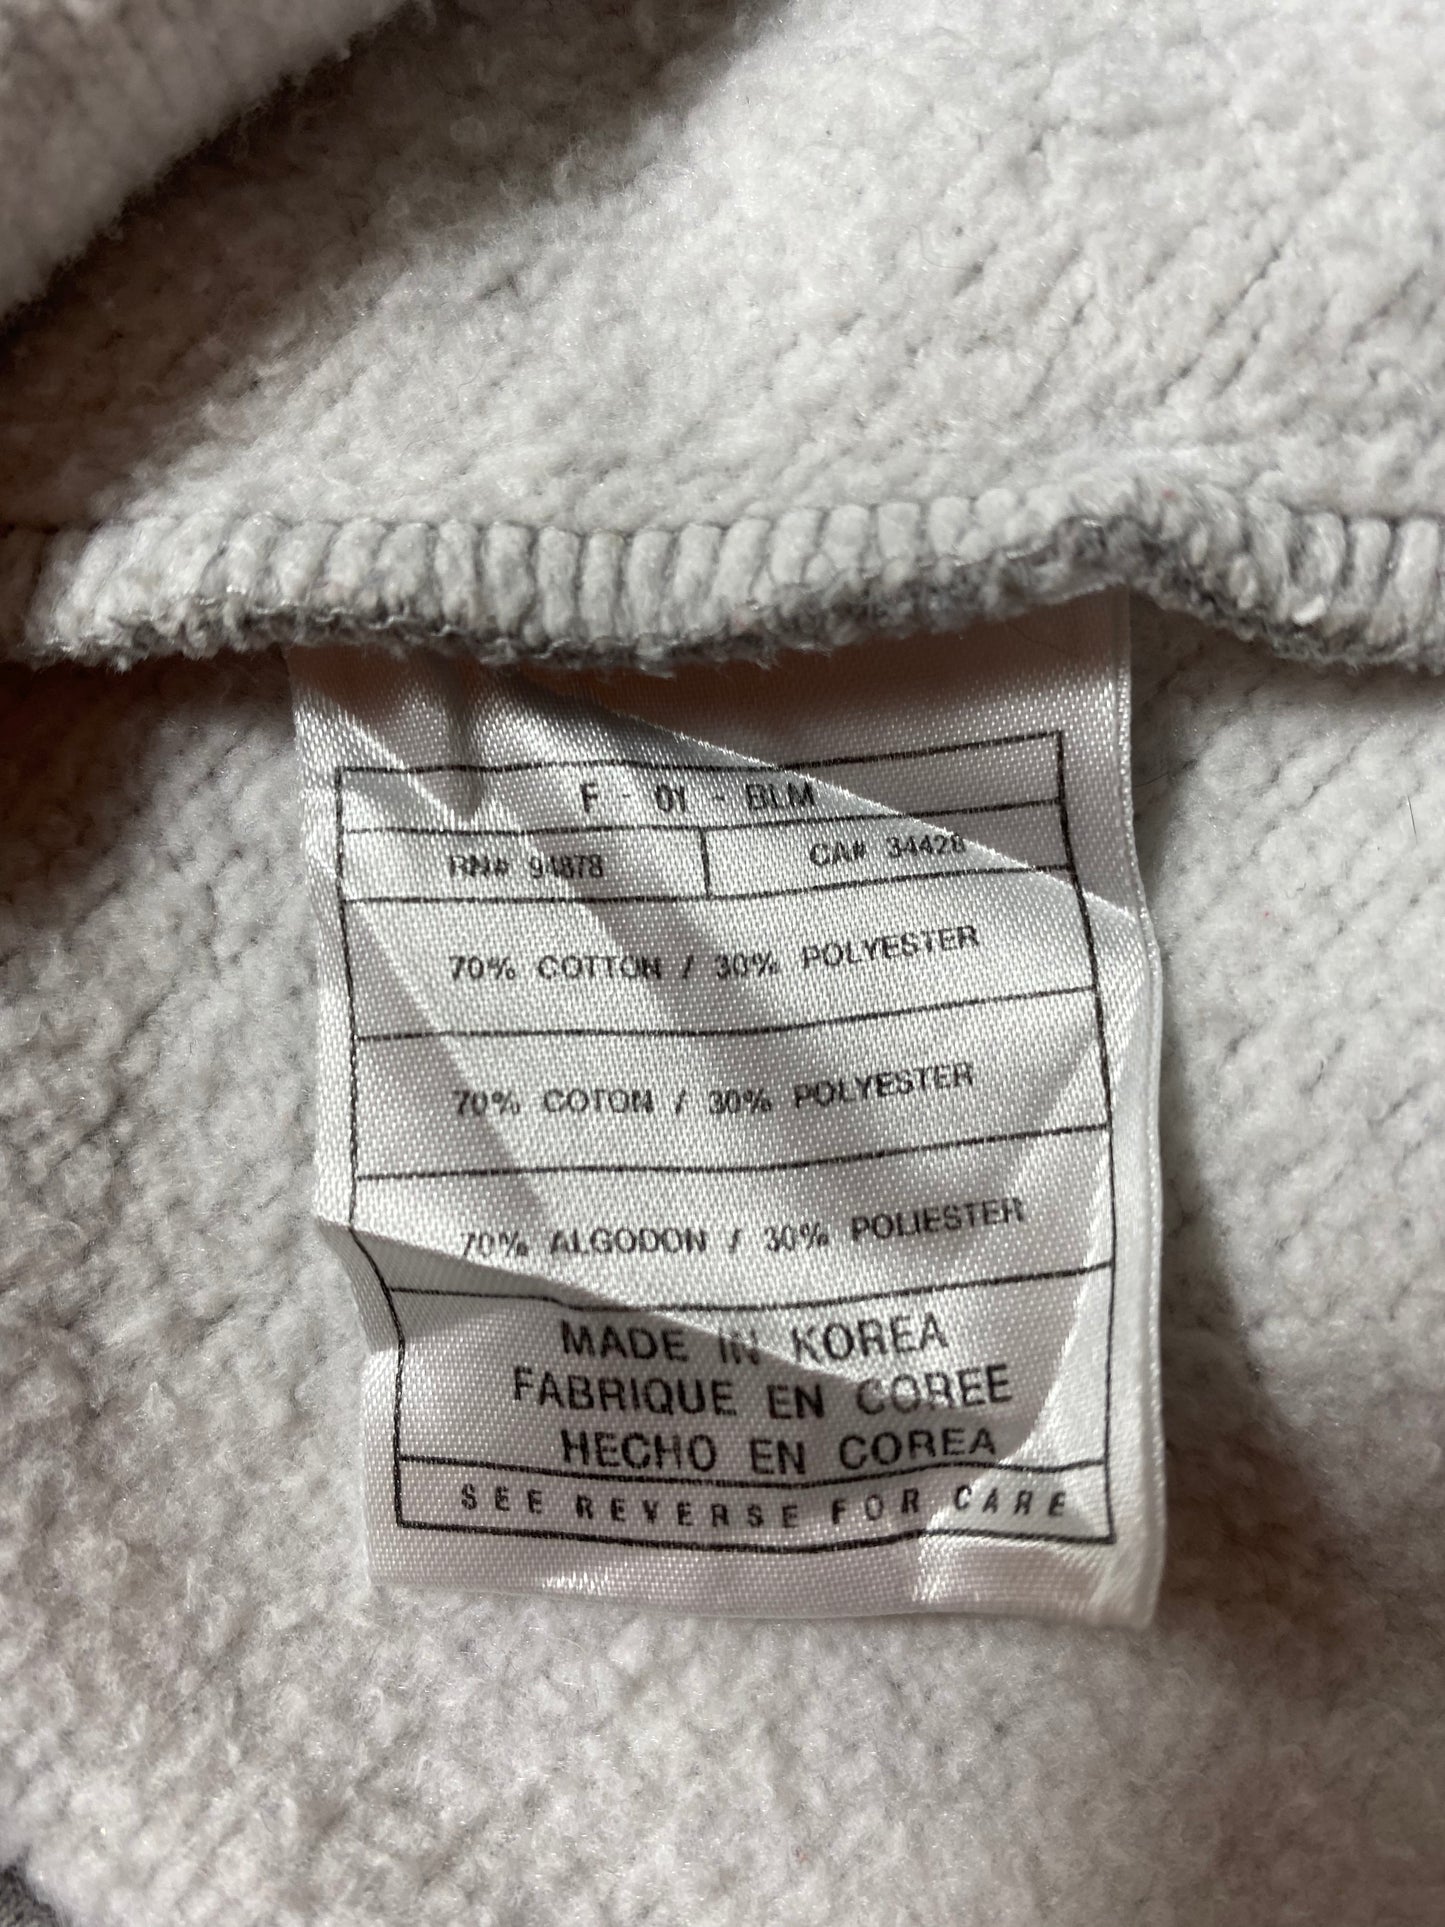 F - 0Y - BLM
RN# 94878 CA# 34428
70% COTTON / 30% POLYESTER
70% COTON / 30% POLYESTER
70% ALGODON / 30% POLIESTER
MADE IN KOREA
FABRIQUE EN COREE
HECHO EN COREA
SEE REVERSE FOR CARE